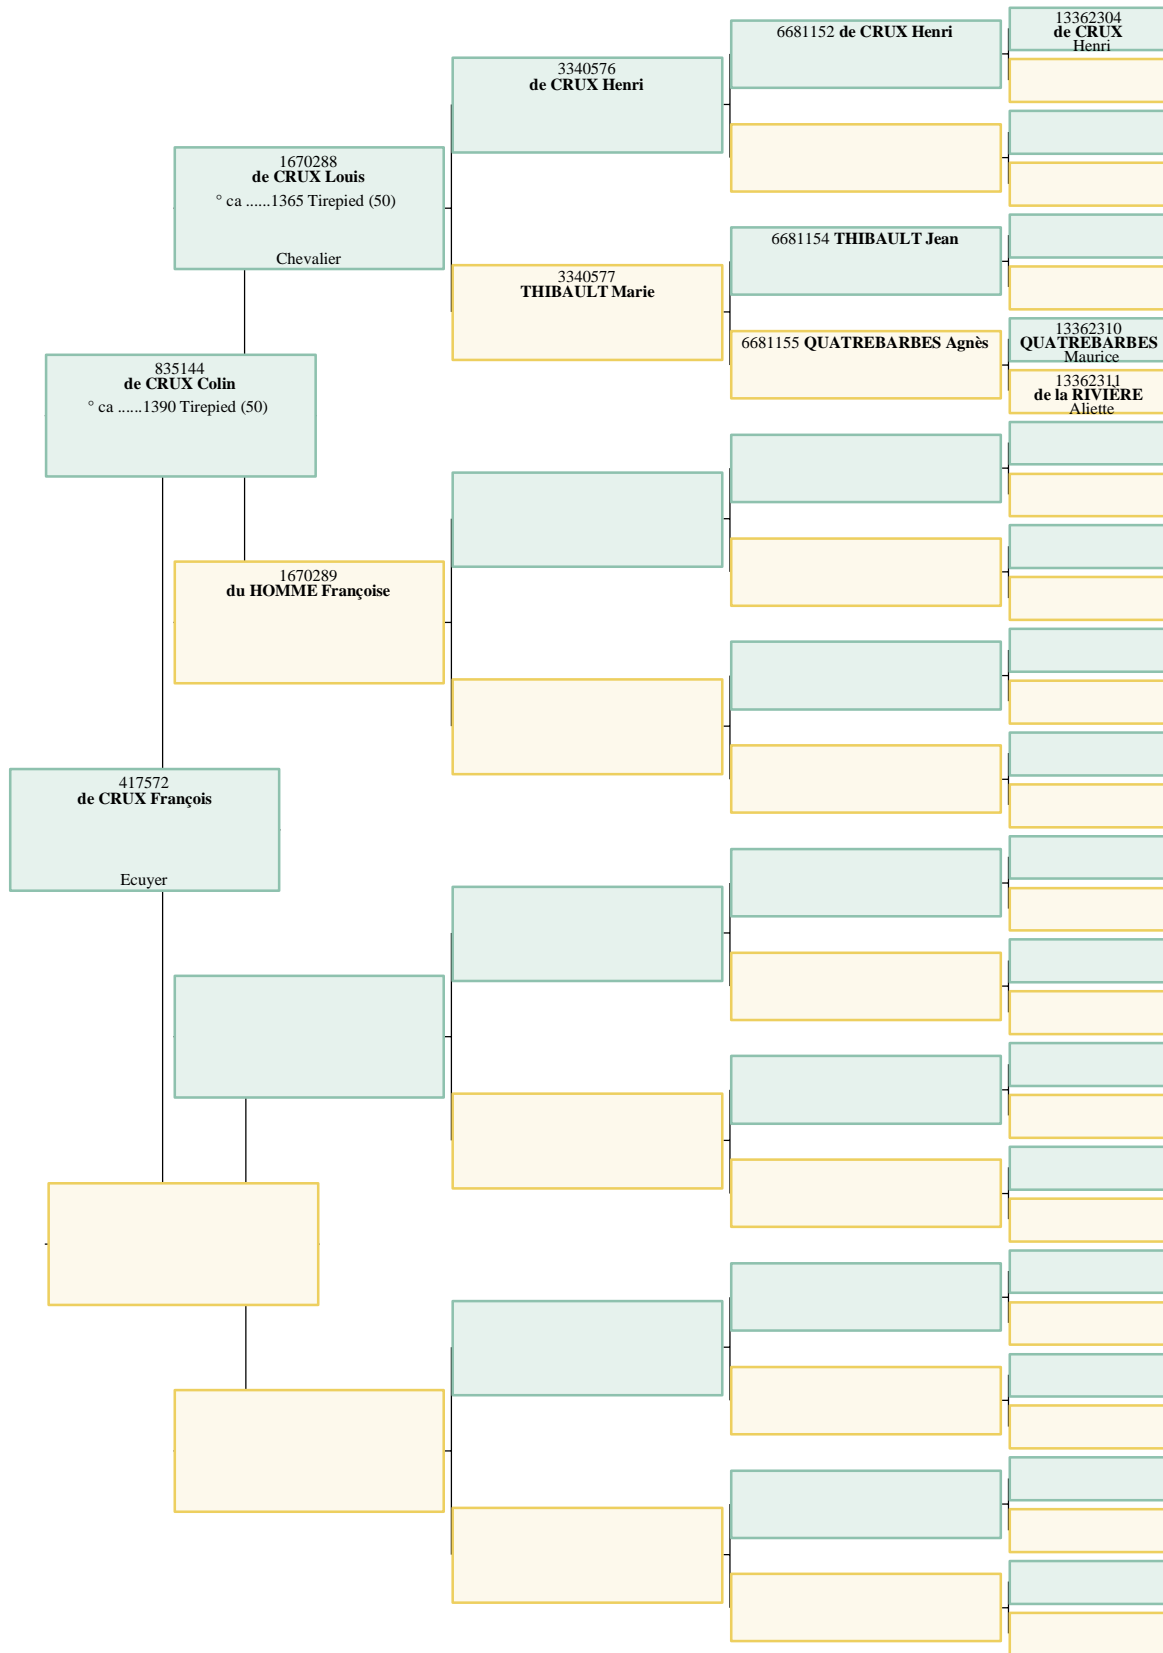 13362304
de CRUX
Henri
6681152 de CRUX Henri
3340576
de CRUX Henri
1670288
de CRUX Louis
° ca ......1365 Tirepied (50)
Chevalier
6681154 THIBAULT Jean
3340577
THIBAULT Marie
13362310
QUATREBARBES
Maurice
6681155 QUATREBARBES Agnès
13362311
de la RIVIÈRE
Aliette
835144
de CRUX Colin
° ca ......1390 Tirepied (50)
1670289
du HOMME Françoise
417572
de CRUX François
Ecuyer